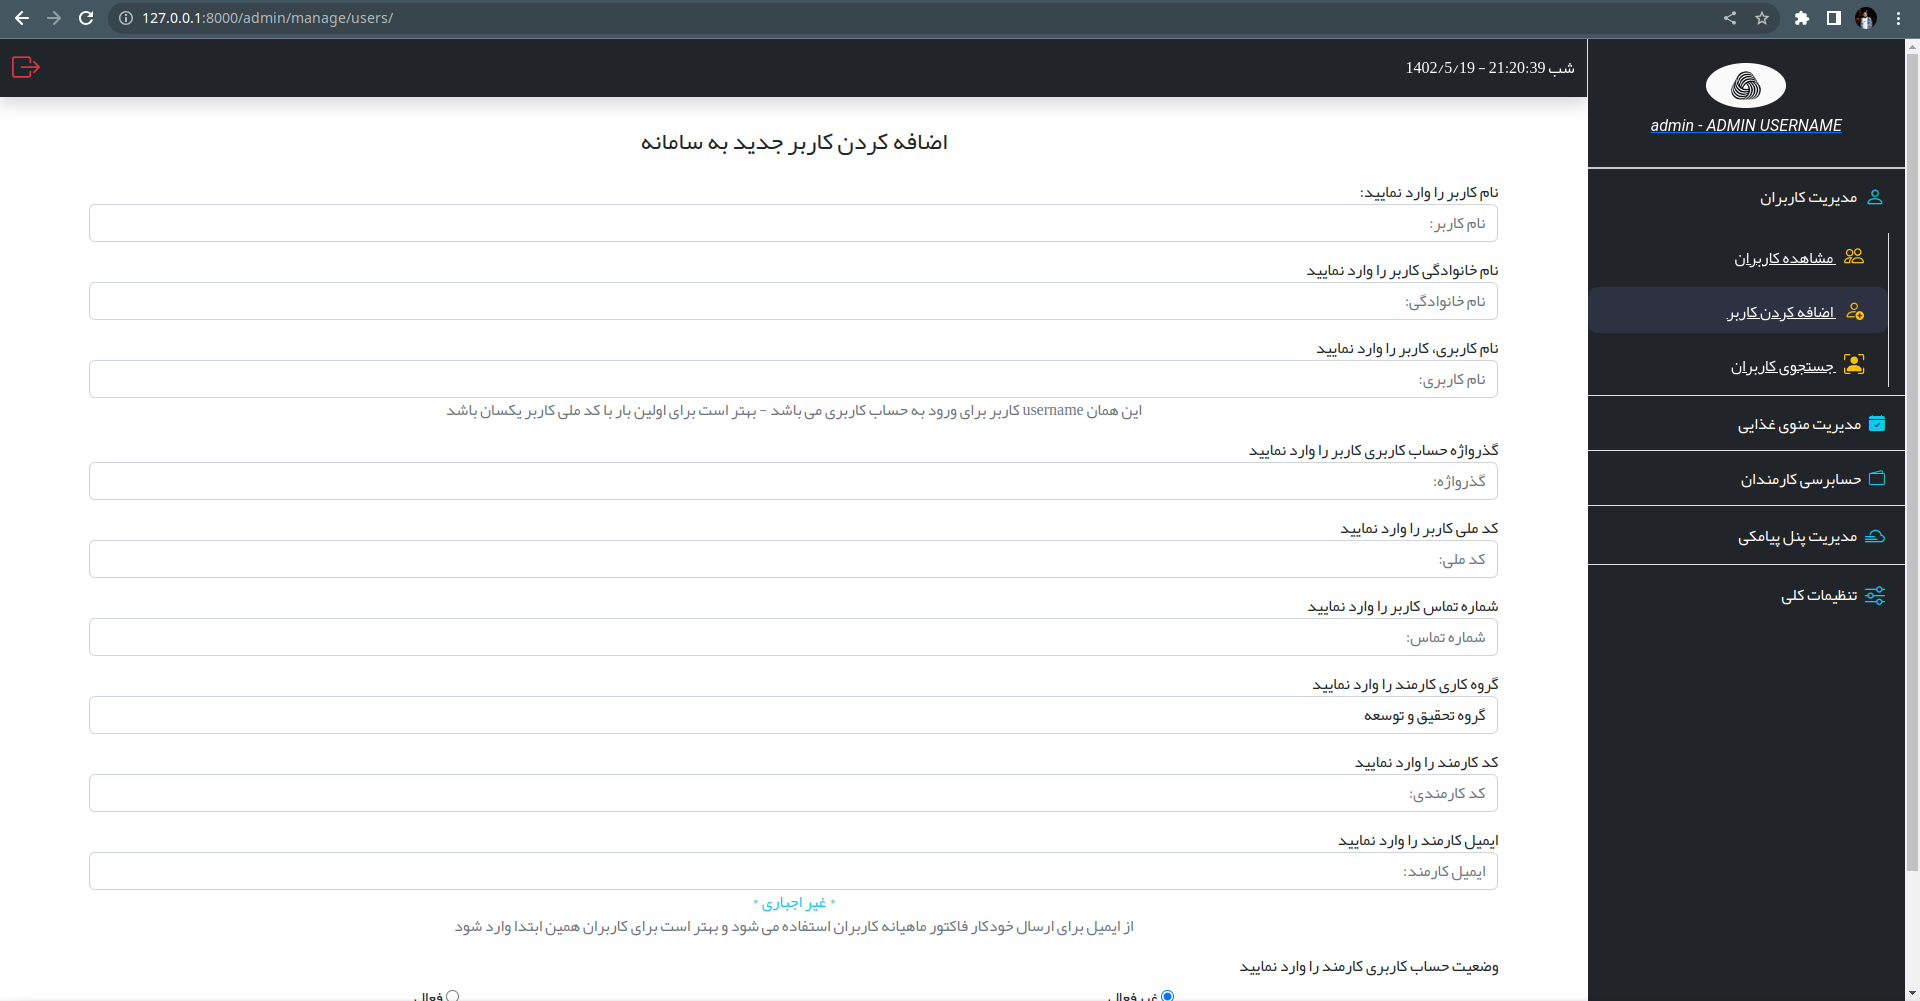 127.0.0.1:8000/admin/manage/users/
شب 21:20:39 - 1402/5/19
admin - ADMIN USERNAME
مدیریت کاربران
مشاهده کاربران
اضافه کردن کاربر
جستجوی کاربران
مدیریت منوی غذایی
حسابرسی کارمندان
مدیریت پنل پیامکی
تنظیمات کلی
اضافه کردن کاربر جدید به سامانه
نام کاربر را وارد نمایید:
نام کاربر:
نام خانوادگی کاربر را وارد نمایید
نام خانوادگی:
نام کاربری، کاربر را وارد نمایید
نام کاربری:
این همان username کاربر برای ورود به حساب کاربری می باشد - بهتر است برای اولین بار با کد ملی کاربر یکسان باشد
گذرواژه حساب کاربری کاربر را وارد نمایید
گذرواژه:
کد ملی کاربر را وارد نمایید
کد ملی:
شماره تماس کاربر را وارد نمایید
شماره تماس:
گروه کاری کارمند را وارد نمایید
گروه تحقیق و توسعه
کد کارمند را وارد نمایید
کد کارمندی:
ایمیل کارمند را وارد نمایید
ایمیل کارمند:
* غیر اجباری *
از ایمیل برای ارسال خودکار فاکتور ماهیانه کاربران استفاده می شود و بهتر است برای کاربران همین ابتدا وارد شود
وضعیت حساب کاربری کارمند را وارد نمایید
غیر فعال
فعال